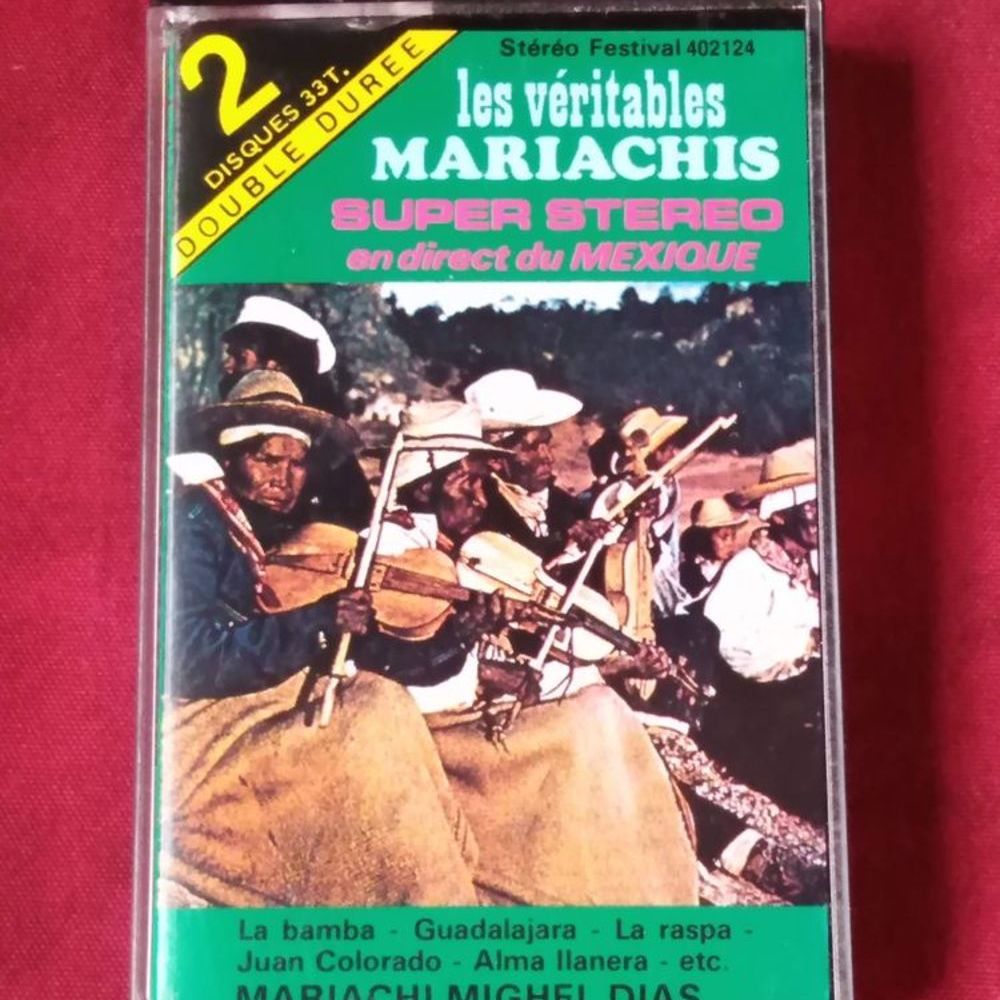 2
DISQUES 33T.
DOUBLE DUREE
Stéréo Festival 402124
les véritables
MARIACHIS
SUPER STEREO
en direct du MEXIQUE
La bamba - Guadalajara - La raspa -
Juan Colorado - Alma llanera - etc.
MARIACHI MIGHEL DIAS